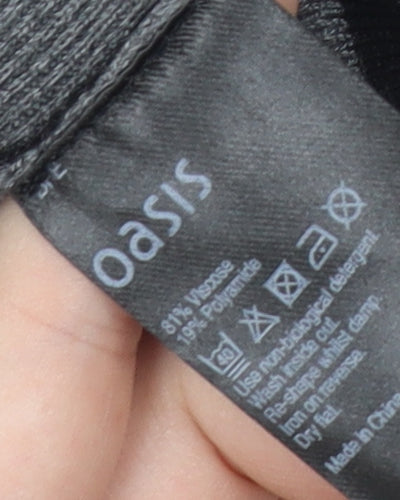 Oasis
81% Viscose
19% Polyamide
30
Use non-biological detergent.
Wash inside out.
Re-shape whilst damp.
Iron on reverse.
Dry flat.
Made in China